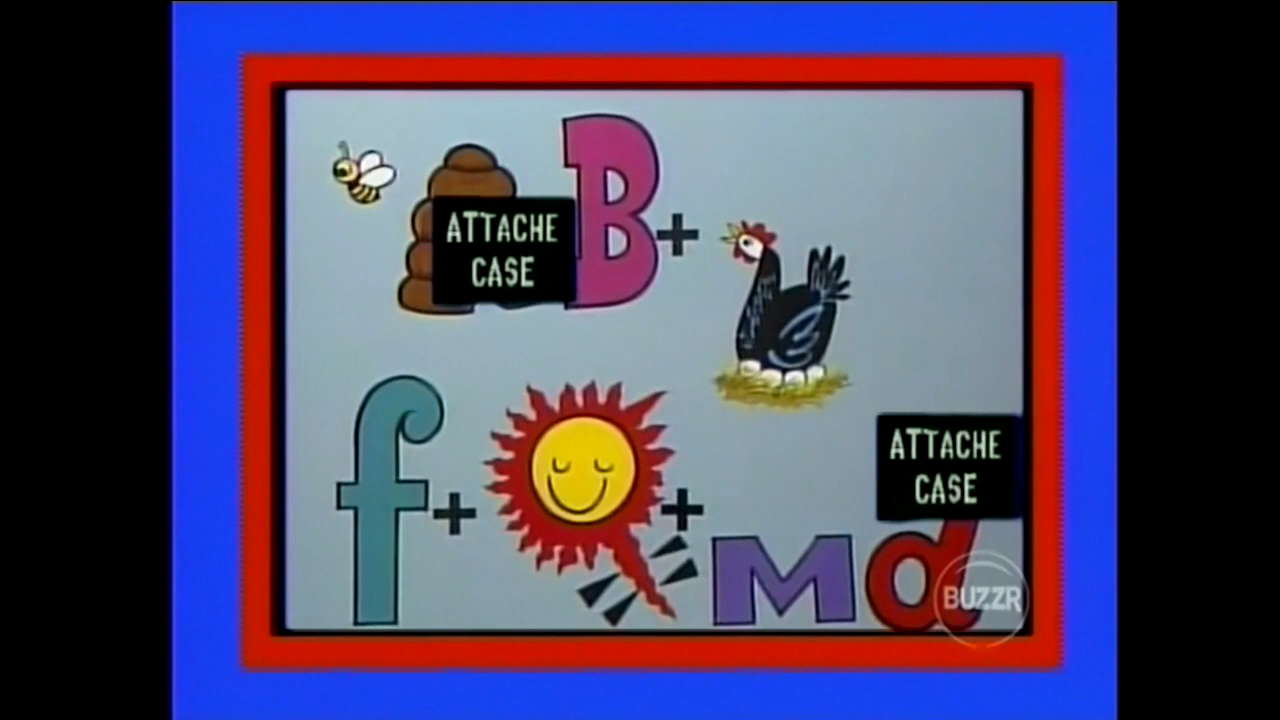 B+
ATTACHE
CASE
f+ +
md
ATTACHE
CASE
BUZZR